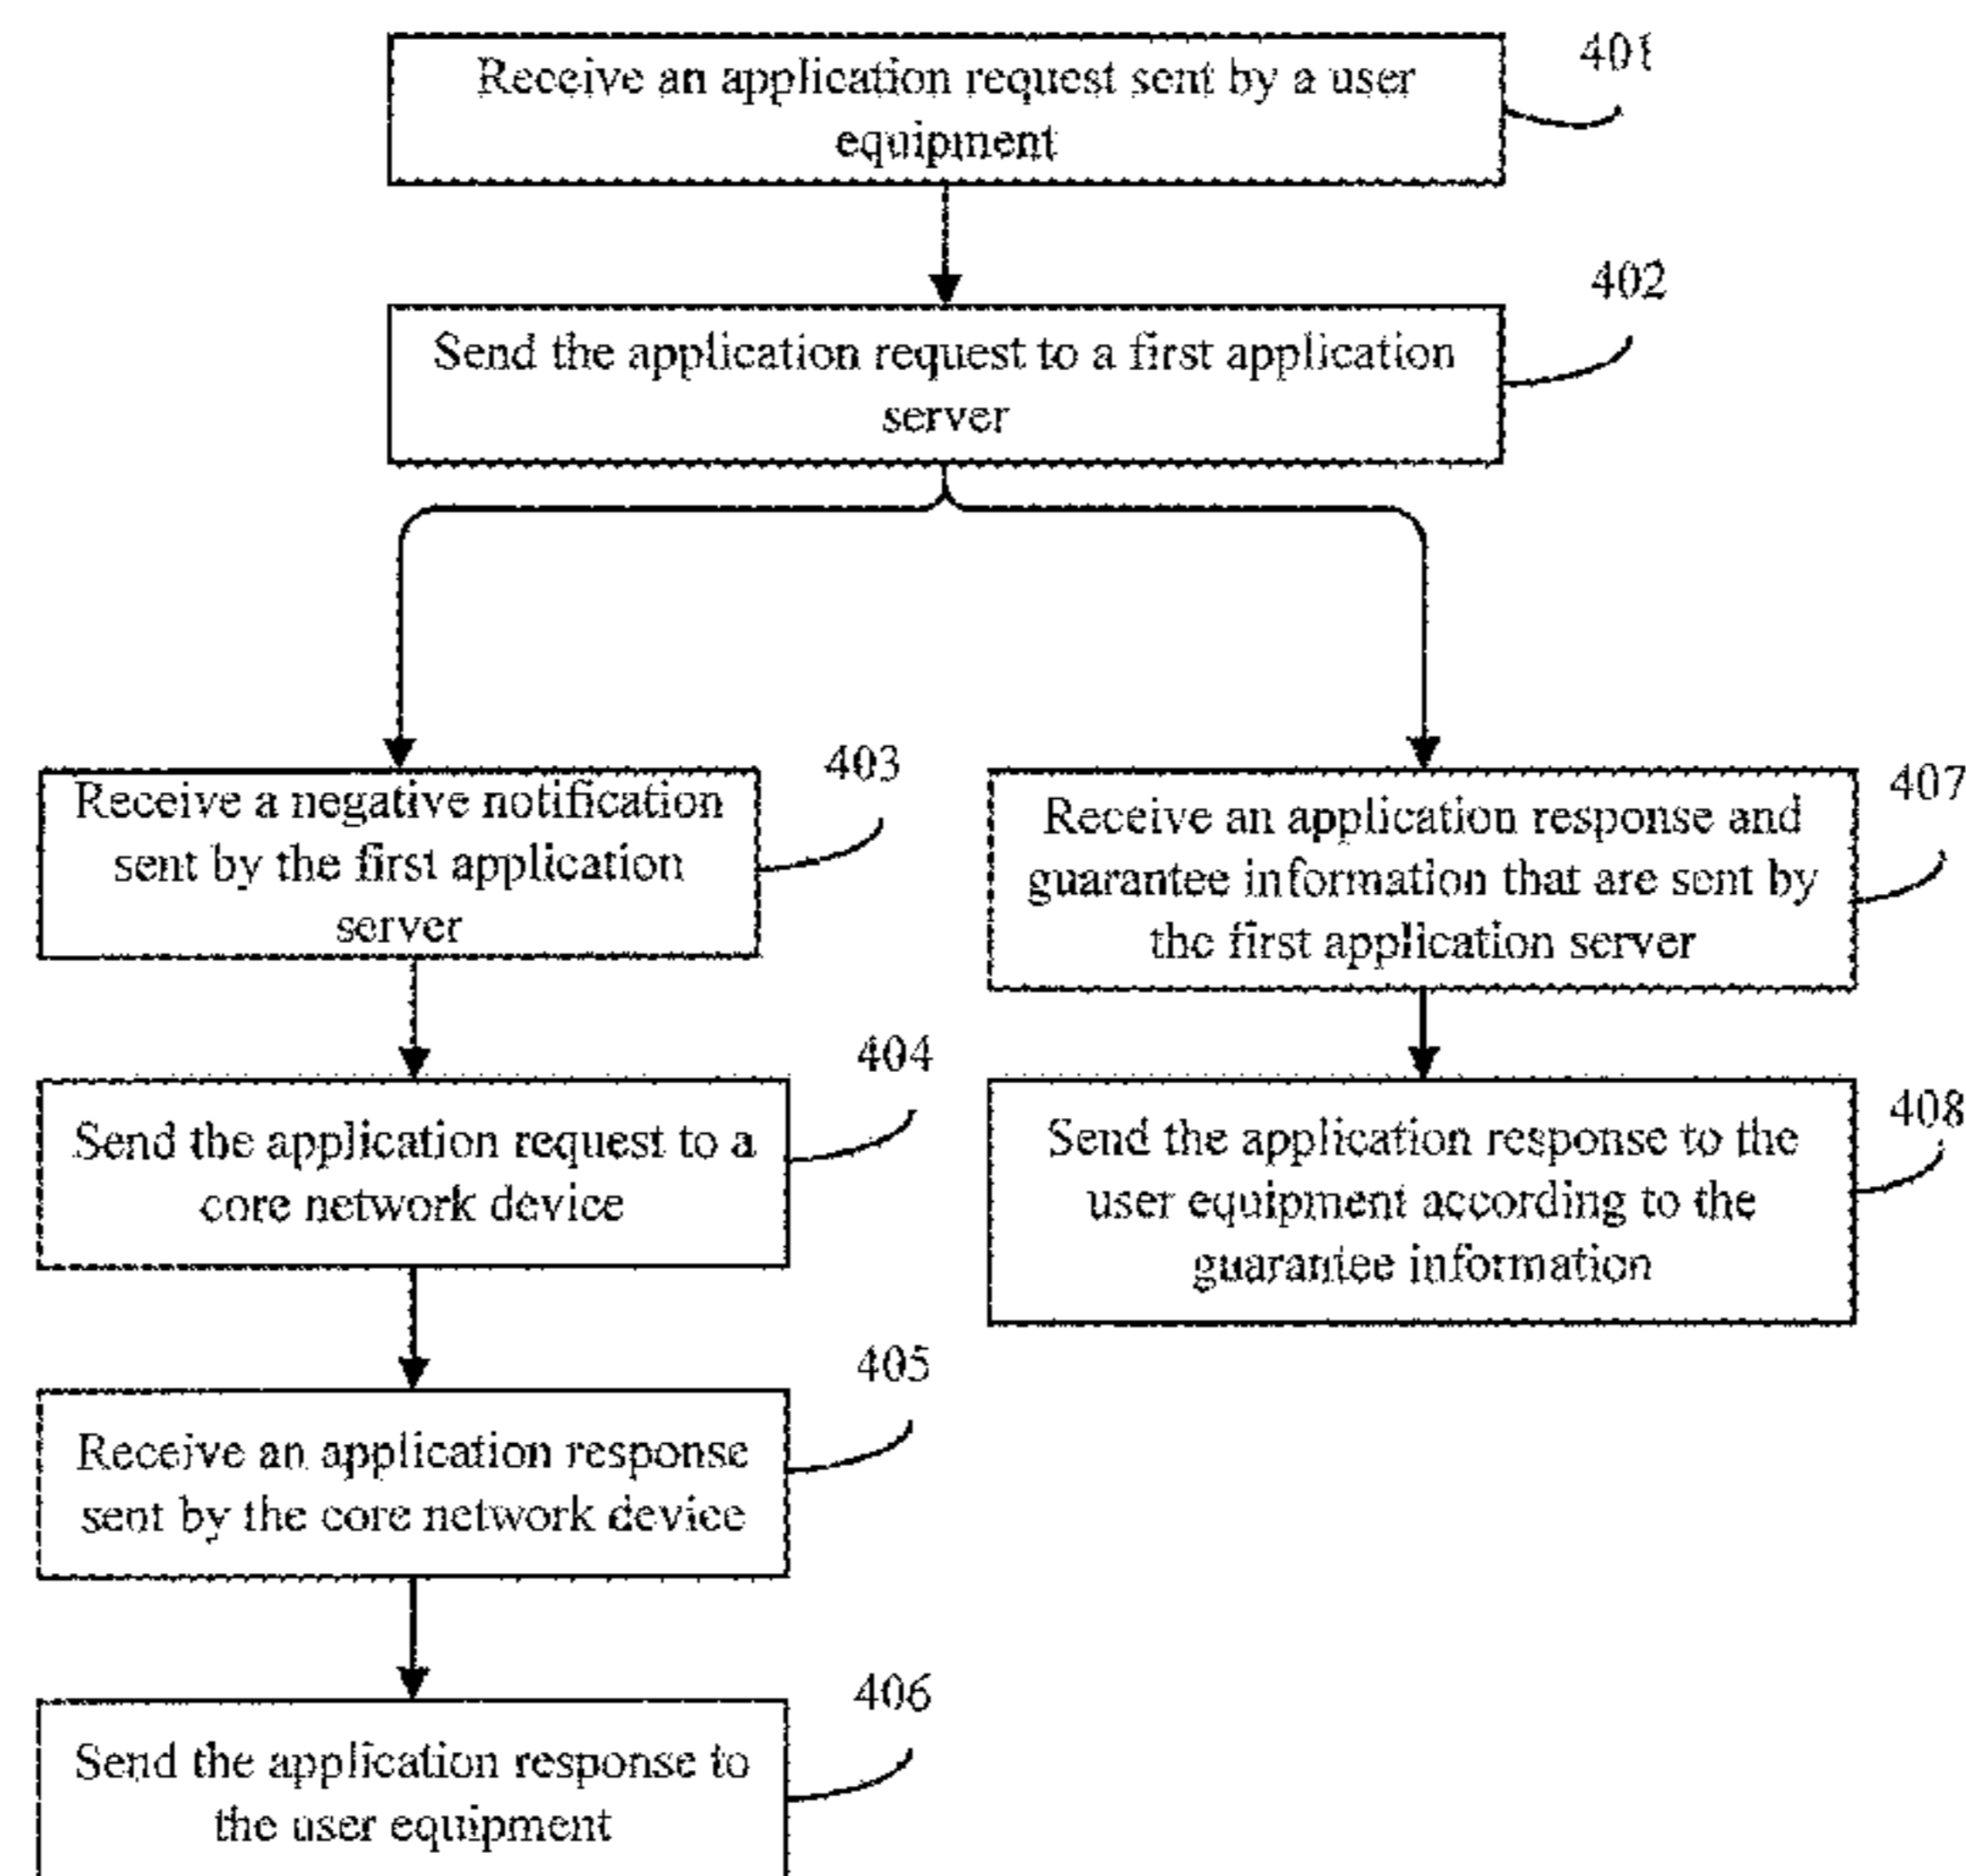 Receive an application request sent by a user
equipment
401
Send the application request to a first application
server
402
Receive a negative notification
sent by the first application
server
403
Send the application request to a
core network device
404
Receive an application response
sent by the core network device
405
Send the application response to
the user equipment
406
Receive an application response and
guarantee information that are sent by
the first application server
407
Send the application response to the
user equipment according to the
guarantee information
408